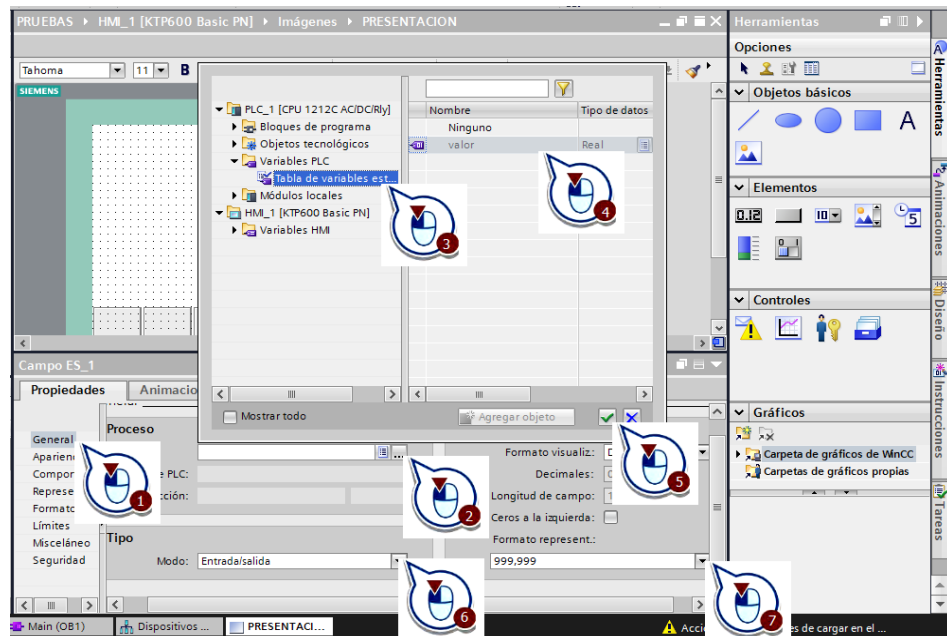 PRUEBAS HMI_1 [KTP600 Basic PN] Imágenes PRESENTACION
Herramientas
Opciones
Tahoma 11 B
SIEMENS
Objetos básicos
A
Elementos
0.12
10
5
Controles
Gráficos
Carpeta de gráficos de WinCC
Carpetas de gráficos propias
Herramientas
Animaciones
Diseño
Instrucciones
Tareas
PLC_1 [CPU 1212C AC/DC/Rly]
Bloques de programa
Objetos tecnológicos
Variables PLC
Tabla de variables est...
Módulos locales
HMI_1 [KTP600 Basic PN]
Variables HMI
Nombre Tipo de datos
Ninguno
valor Real
3
4
Mostrar todo
Agregar objeto
Campo ES_1
Propiedades Animacio
General
Aparien
Compor
Represe
Formato
Límites
Misceláneo
Seguridad
1
Proceso
PLC:
cción:
2
Tipo
Modo: Entrada/salida
6
Formato visualiz.:
Decimales:
Longitud de campo:
Ceros a la izquierda:
Formato represent.:
999,999
5
7
Main (OB1) Dispositivos ... PRESENTACI...
Acci es de cargar en el ...